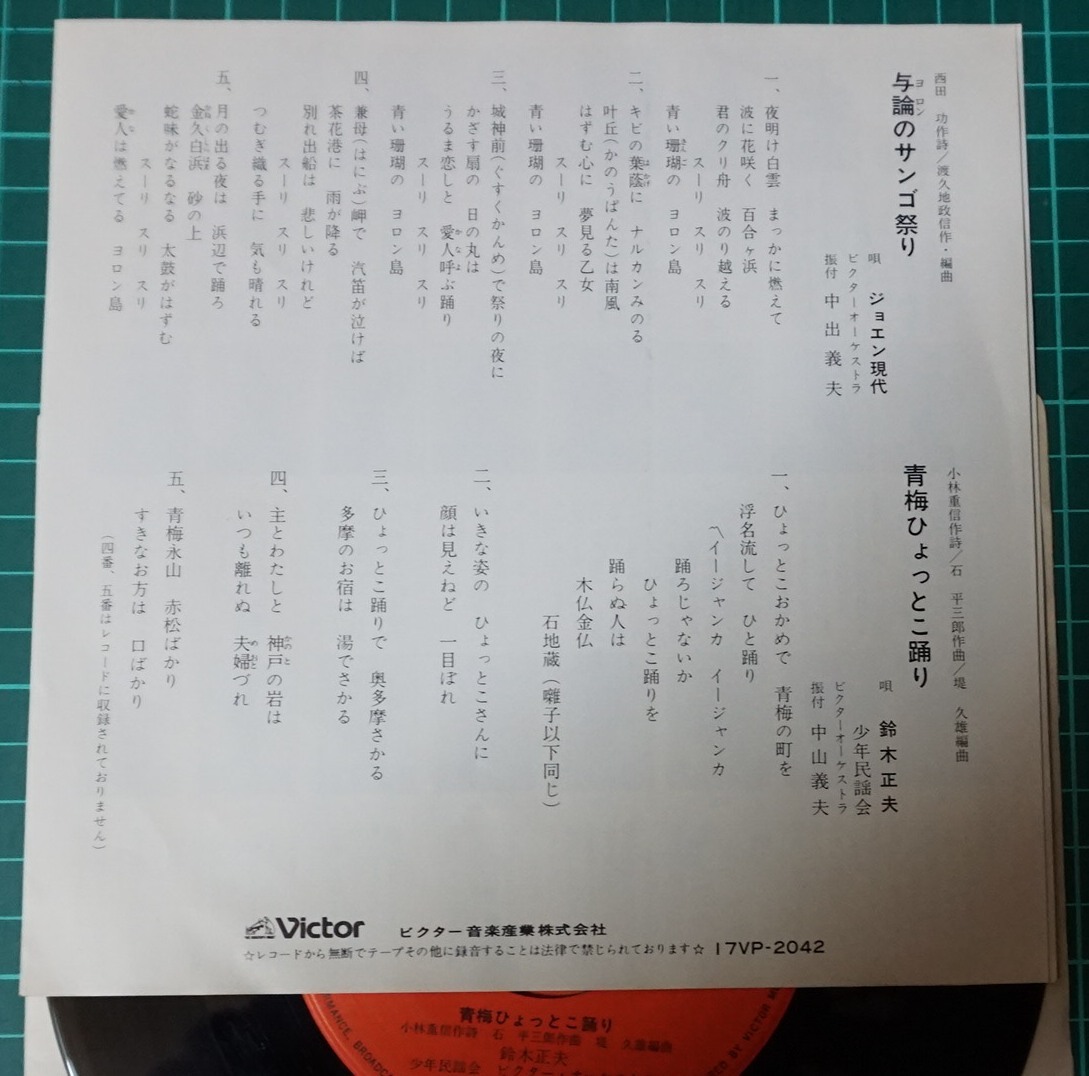 西田　功作詩／渡久地政信作・編曲
与論のサンゴ祭り
ヨロン
唄　ジョエン現代
ビクターオーケストラ
振付　中出義夫
一、夜明け白雲　まっかに燃えて
波に花咲く　百合ヶ浜
君のクリ舟　波のり越える
スーリ　スリ　スリ
青い珊瑚の　ヨロン島
二、キビの葉蔭に　ナルカンみのる
叶丘（かのうばんた）は南風
はずむ心に　夢見る乙女
スーリ　スリ　スリ
青い珊瑚の　ヨロン島
三、城神前（ぐすくかんめ）で祭りの夜に
かざす扇の　日の丸は
うるま恋しと　愛人呼ぶ踊り
スーリ　スリ　スリ
青い珊瑚の　ヨロン島
四、兼母（はにぶ）岬で　汽笛が泣けば
茶花港に　雨が降る
別れ出船は　悲しいけれど
スーリ　スリ　スリ
つむぎ織る手に　気も晴れる
五、月の出る夜は　浜辺で踊ろ
金久白浜　砂の上
蛇味がなるなる　太鼓がはずむ
スーリ　スリ　スリ
愛人は燃えてる　ヨロン島
小林重信作詩／石　平三郎作曲／堤　久雄編曲
青梅ひょっとこ踊り
唄　鈴木正夫
少年民謡会
ビクターオーケストラ
振付　中山義夫
一、ひょっとこおかめで　青梅の町を
浮名流して　ひと踊り
〽イージャンカ　イージャンカ
踊ろじゃないか
ひょっとこ踊りを
踊らぬ人は
木仏金仏
石地蔵（囃子以下同じ）
二、いきな姿の　ひょっとこさんに
顔は見えねど　一目ぼれ
三、ひょっとこ踊りで　奥多摩さかる
多摩のお宿は　湯でさかる
四、主とわたしと　神戸の岩は
いつも離れぬ　夫婦づれ
五、青梅永山　赤松ばかり
すきなお方は　口ばかり
（四番、五番はレコードに収録されておりません）
Victor　ビクター音楽産業株式会社
☆レコードから無断でテープその他に録音することは法律で禁じられております☆ 17VP-2042
青梅ひょっとこ踊り
小林重信作詩　石　平三郎作曲　堤　久雄編曲
鈴木正夫
少年民謡会